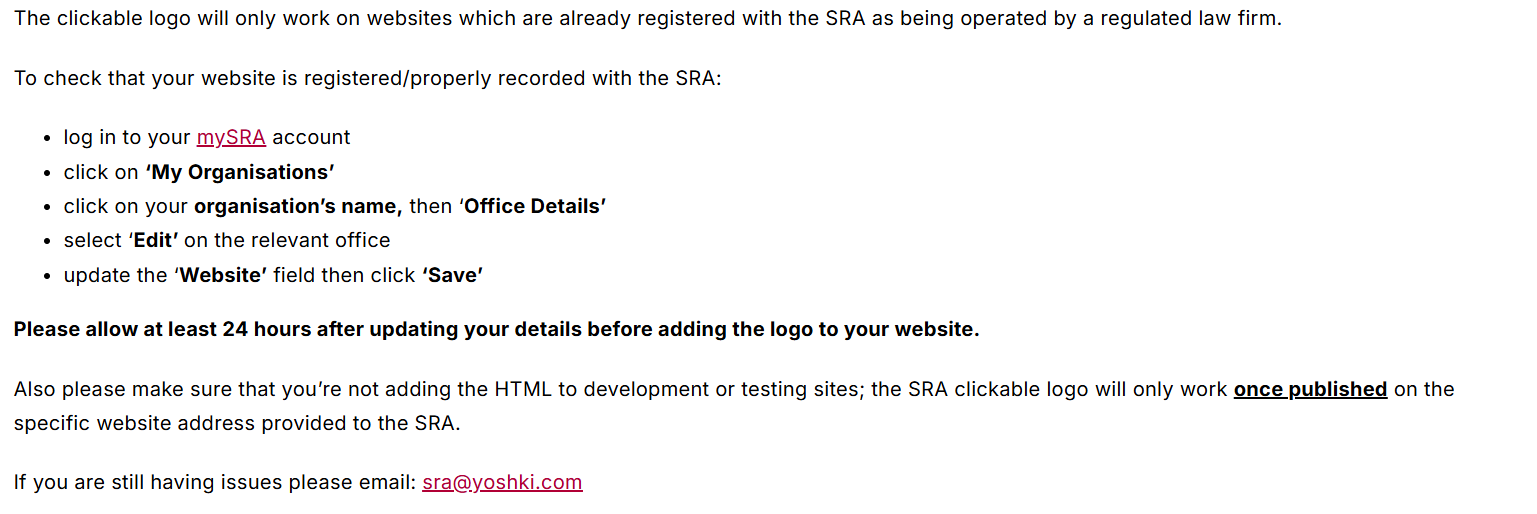 The clickable logo will only work on websites which are already registered with the SRA as being operated by a regulated law firm.
To check that your website is registered/properly recorded with the SRA:
• log in to your mySRA account
• click on ‘My Organisations’
• click on your organisation’s name, then ‘Office Details’
• select ‘Edit’ on the relevant office
• update the ‘Website’ field then click ‘Save’
Please allow at least 24 hours after updating your details before adding the logo to your website.
Also please make sure that you’re not adding the HTML to development or testing sites; the SRA clickable logo will only work once published on the
specific website address provided to the SRA.
If you are still having issues please email: sra@yoshki.com